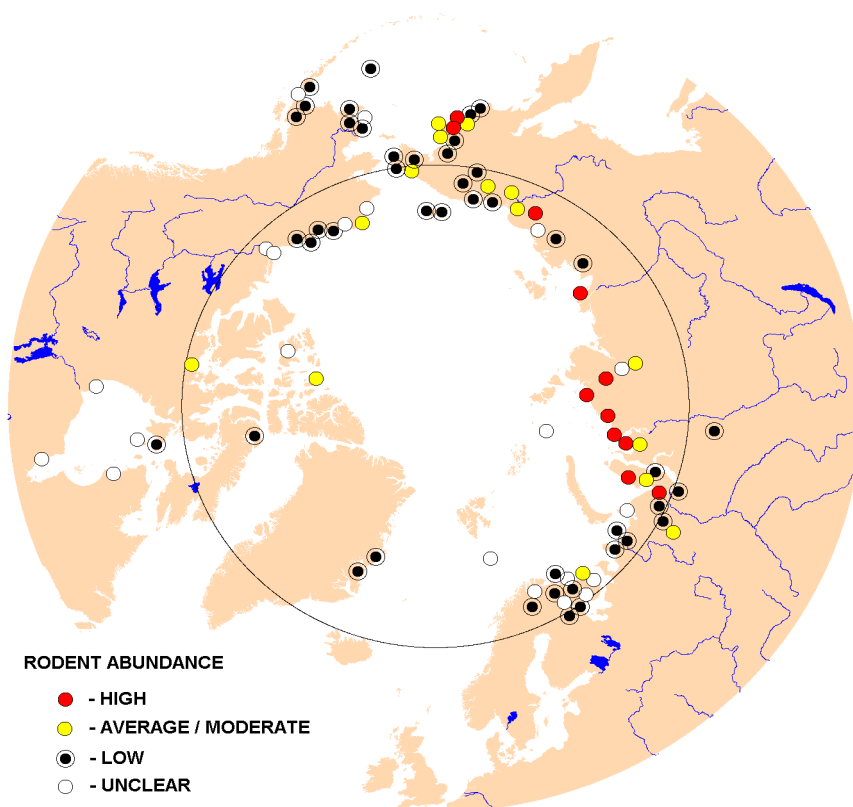 RODENT ABUNDANCE
- HIGH
- AVERAGE / MODERATE
- LOW
- UNCLEAR